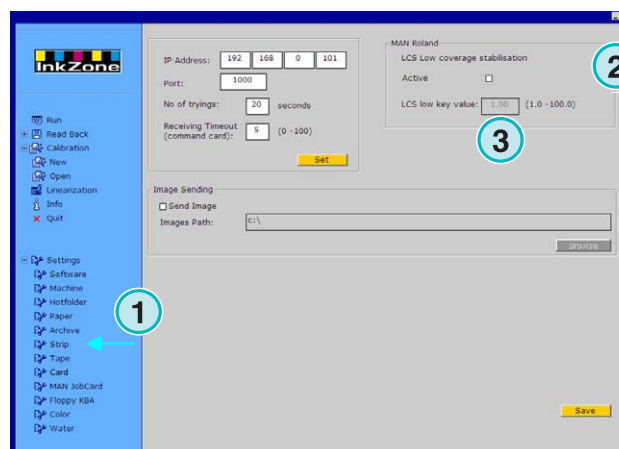 InkZone
Run
Read Back
Calibration
New
Open
Linearization
Info
Quit
Settings
Software
Machine
Hotfolder
Paper
Archive
Strip
Tape
Card
MAN JobCard
Floppy KBA
Color
Water
1
IP Address: 192 168 0 101
Port: 1000
No of tryings: 20 seconds
Receiving Timeout
(command card): 5 (0 -100)
Set
MAN Roland
LCS Low coverage stabilisation
Active
LCS low key value: 1.00 (1.0 -100.0)
2
3
Image Sending
Send Image
Images Path: c:\
Browse
Save